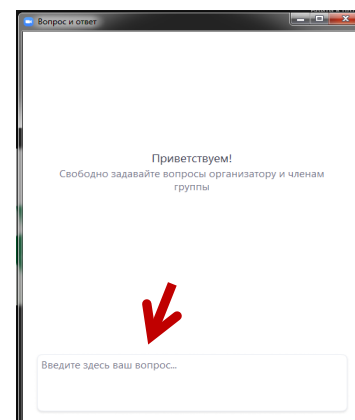 Вопрос и ответ
Приветствуем!
Свободно задавайте вопросы организатору и членам
группы
Введите здесь ваш вопрос...